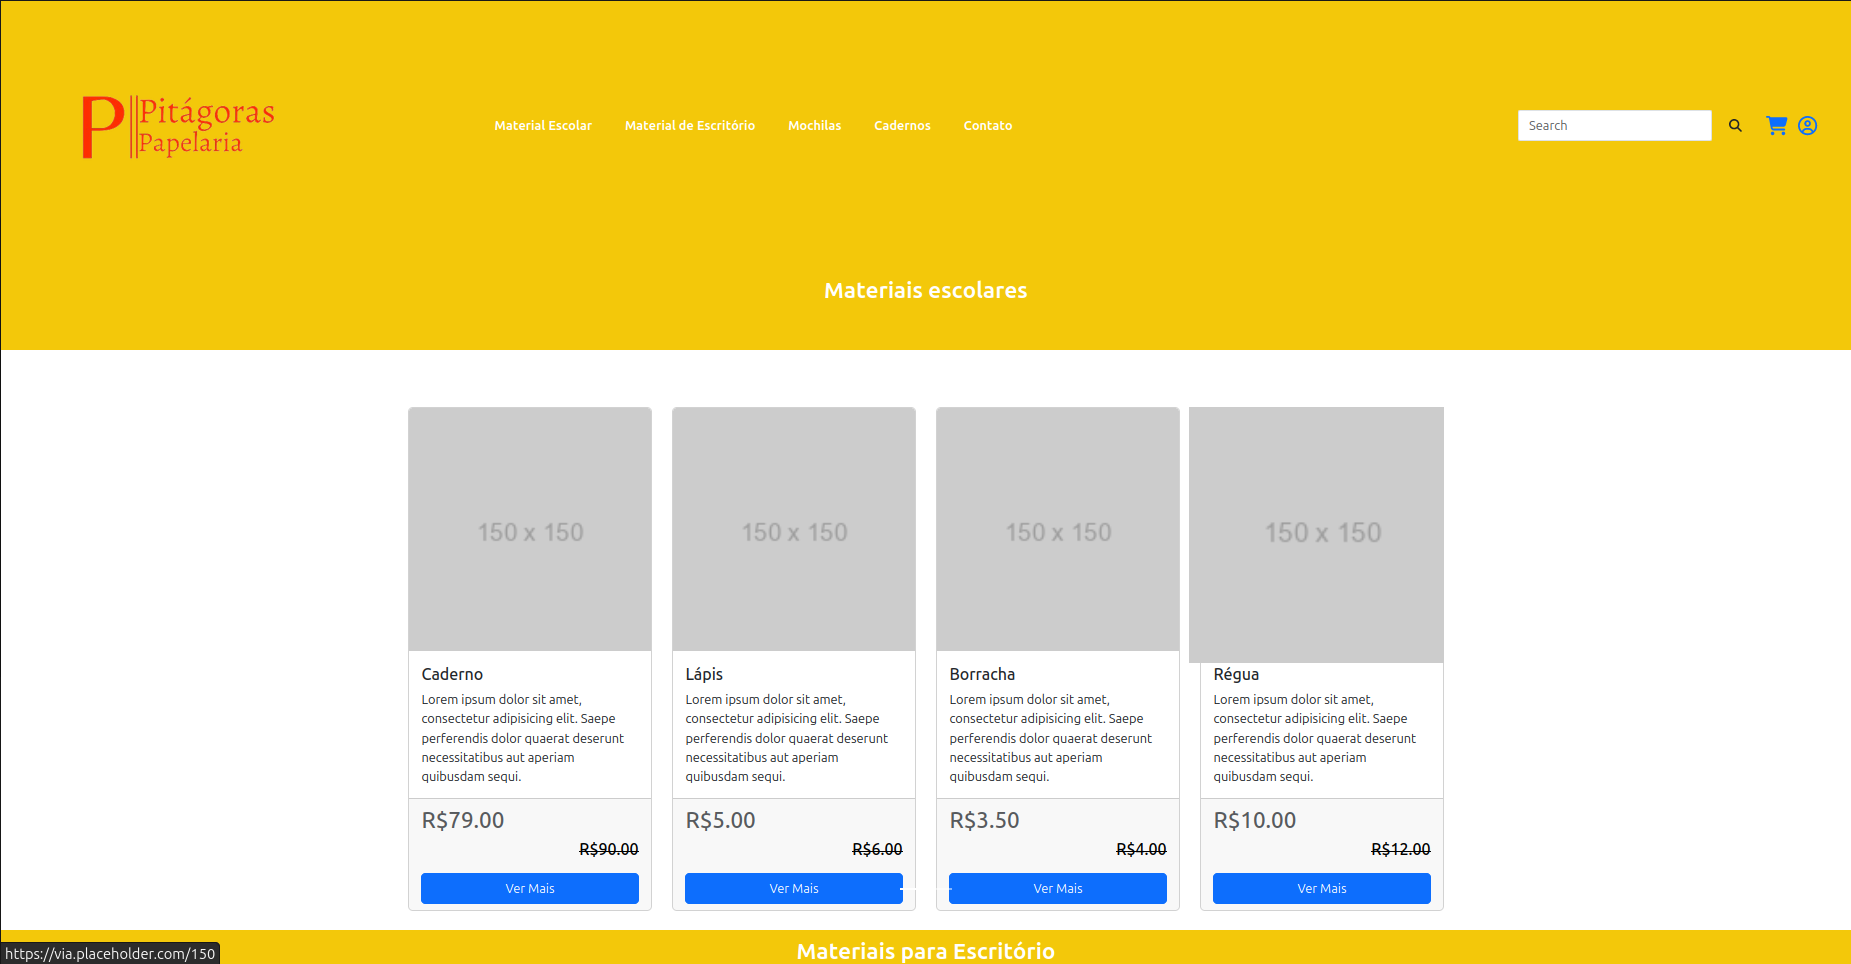 P Pitágoras
Papelaria
Material Escolar Material de Escritório Mochilas Cadernos Contato
Search
Materiais escolares
150 x 150
150 x 150
150 x 150
150 x 150
Caderno
Lorem ipsum dolor sit amet,
consectetur adipisicing elit. Saepe
perferendis dolor quaerat deserunt
necessitatibus aut aperiam
quibusdam sequi.
R$79.00
R$90.00
Ver Mais
Lápis
Lorem ipsum dolor sit amet,
consectetur adipisicing elit. Saepe
perferendis dolor quaerat deserunt
necessitatibus aut aperiam
quibusdam sequi.
R$5.00
R$6.00
Ver Mais
Borracha
Lorem ipsum dolor sit amet,
consectetur adipisicing elit. Saepe
perferendis dolor quaerat deserunt
necessitatibus aut aperiam
quibusdam sequi.
R$3.50
R$4.00
Ver Mais
Régua
Lorem ipsum dolor sit amet,
consectetur adipisicing elit. Saepe
perferendis dolor quaerat deserunt
necessitatibus aut aperiam
quibusdam sequi.
R$10.00
R$12.00
Ver Mais
Materiais para Escritório
https://via.placeholder.com/150